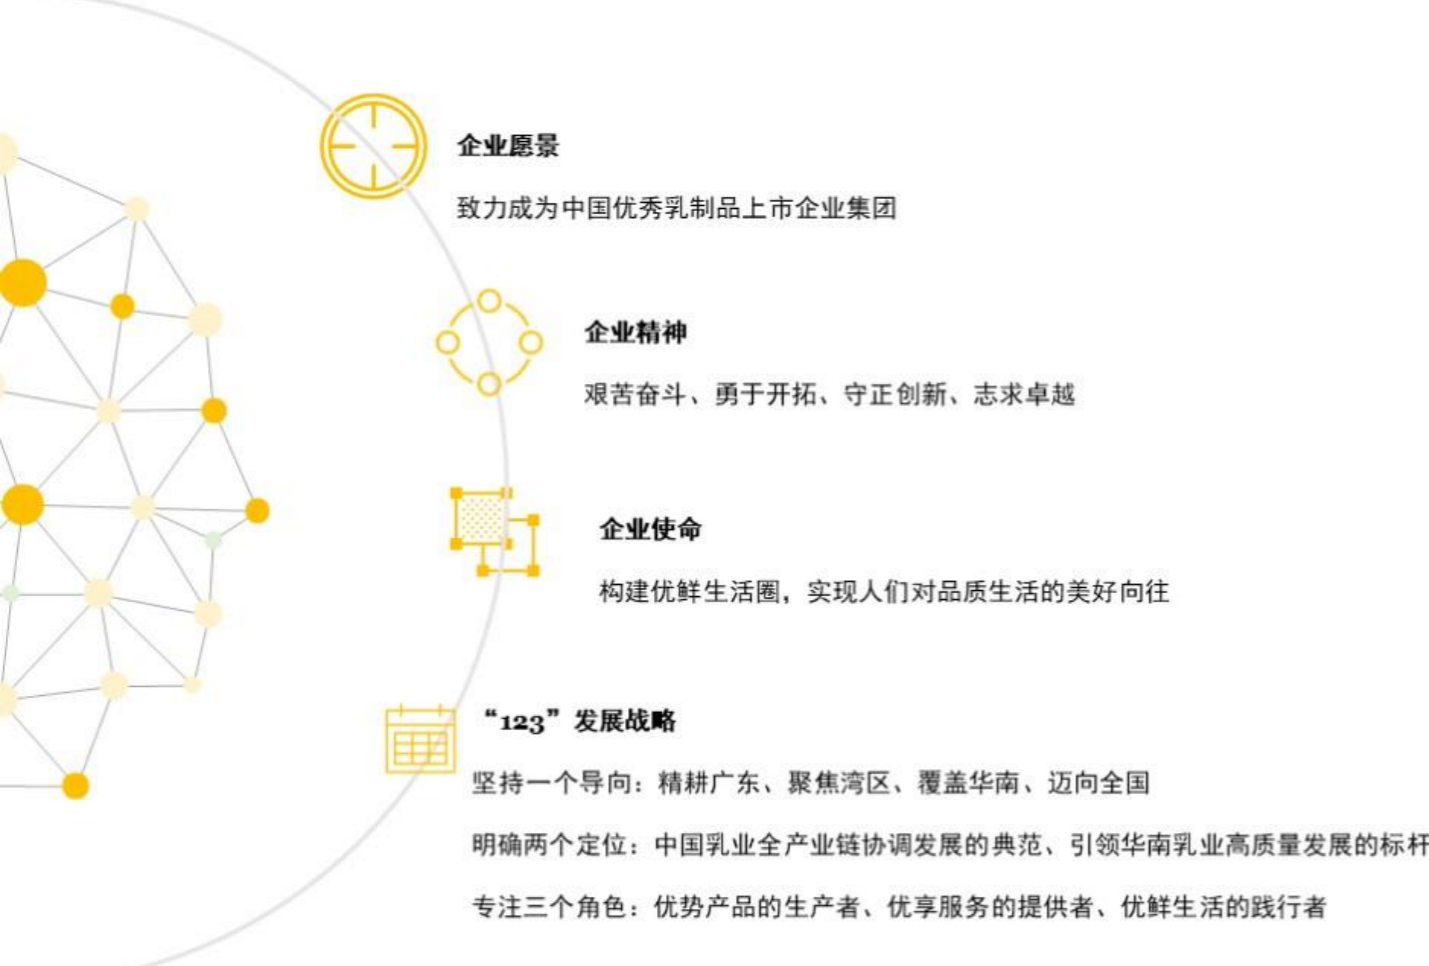 企业愿景
致力成为中国优秀乳制品上市企业集团
企业精神
艰苦奋斗、勇于开拓、守正创新、志求卓越
企业使命
构建优鲜生活圈，实现人们对品质生活的美好向往
“123”发展战略
坚持一个导向：精耕广东、聚焦湾区、覆盖华南、迈向全国
明确两个定位：中国乳业全产业链协调发展的典范、引领华南乳业高质量发展的标杆
专注三个角色：优势产品的生产者、优享服务的提供者、优鲜生活的践行者